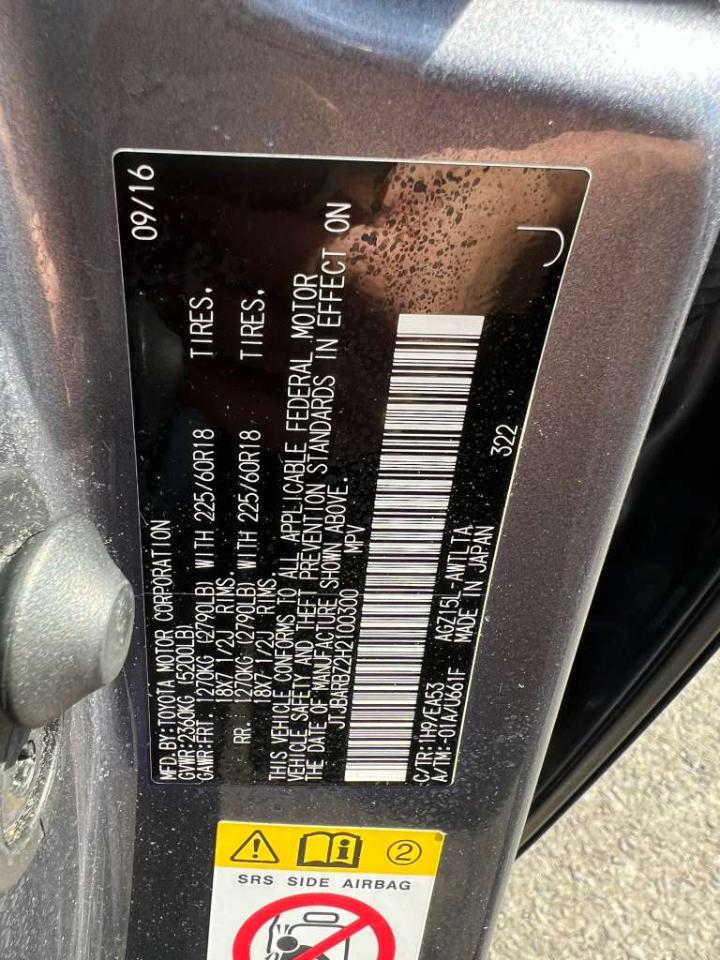 09/16
MFD.BY:TOYOTA MOTOR CORPORATION
GVWR:2360KG (5200LB)
GAWR:FRT. 1270KG (2790LB) WITH 225/60R18 TIRES,
18X7 1/2J RIMS.
RR. 1270KG (2790LB) WITH 225/60R18 TIRES,
18X7 1/2J RIMS.
THIS VEHICLE CONFORMS TO ALL APPLICABLE FEDERAL MOTOR
VEHICLE SAFETY AND THEFT PREVENTION STANDARDS IN EFFECT ON
THE DATE OF MANUFACTURE SHOWN ABOVE.
JTJBARBZ2H2100300 MPV
C/TR:1H9/EA53 AGZ15L-AWTLTA 322
A/TM:-01A/U661F MADE IN JAPAN
J
2
SRS SIDE AIRBAG